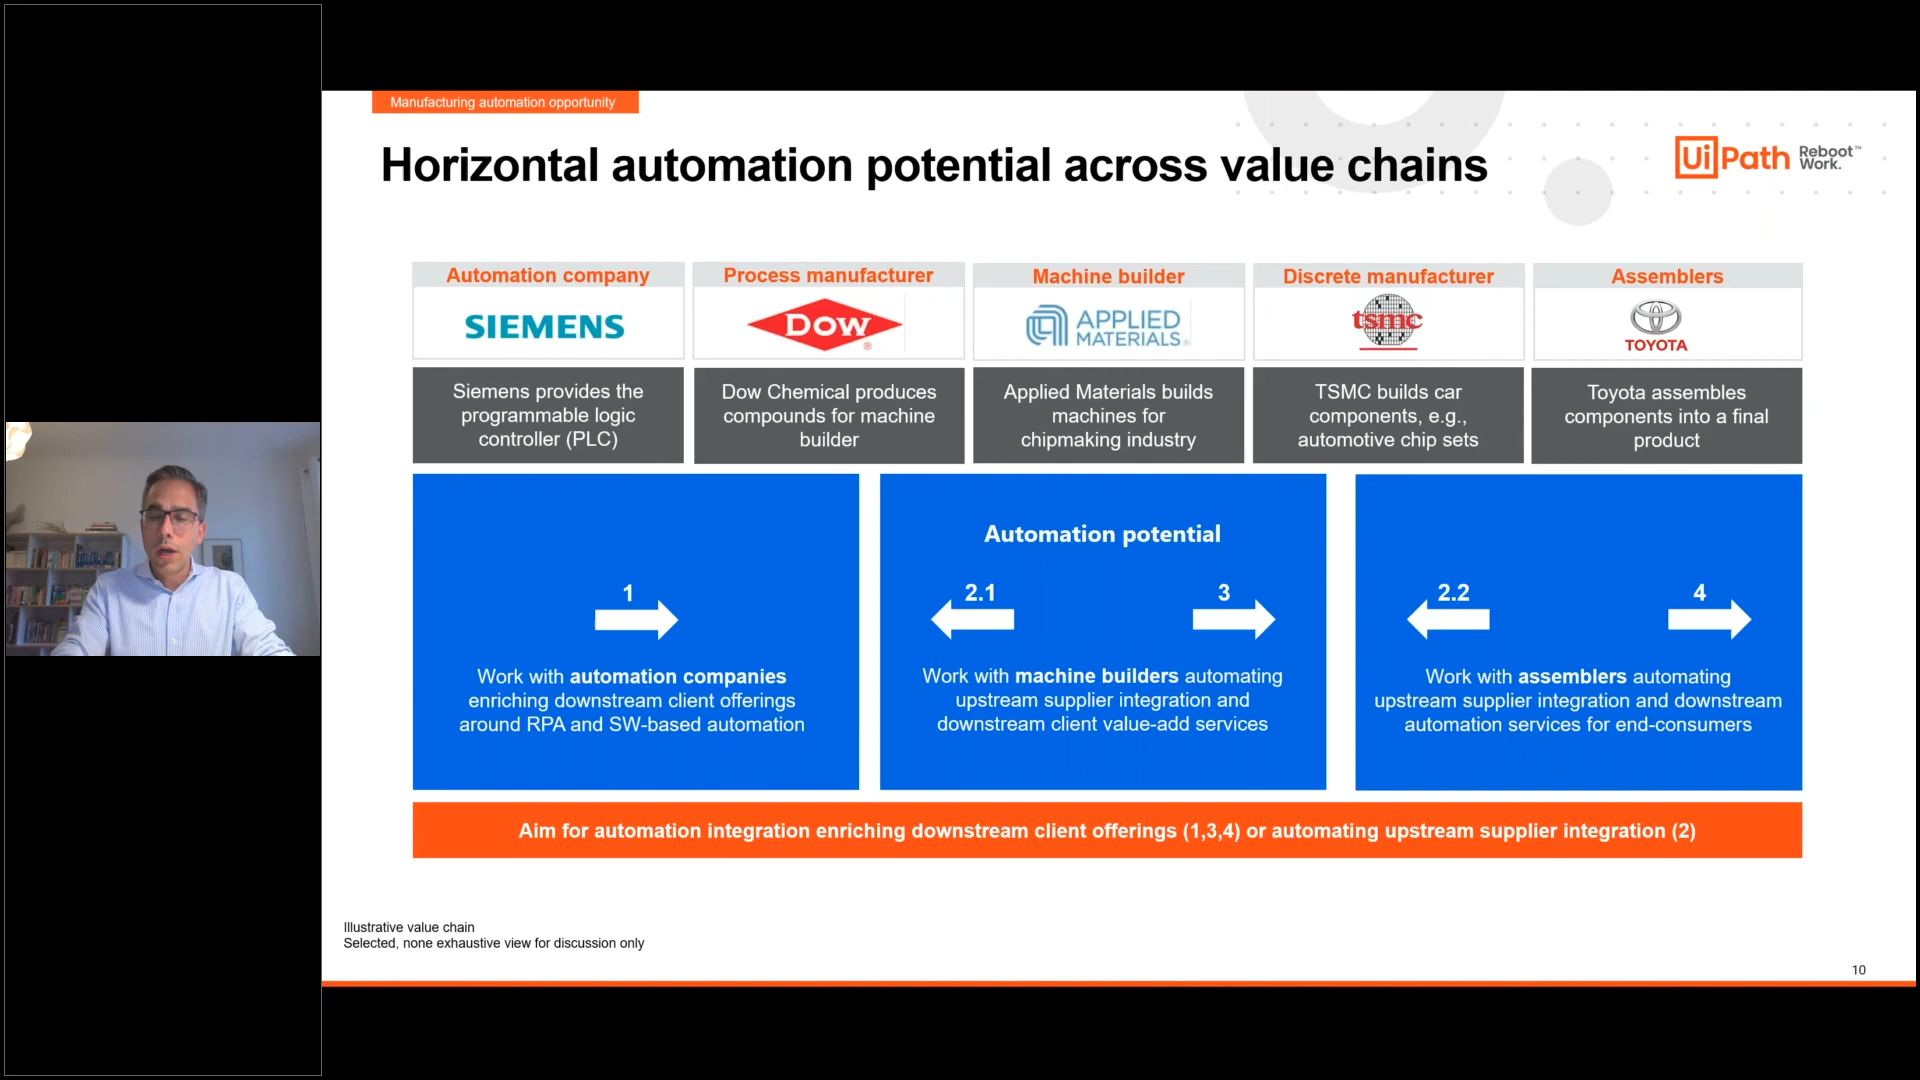 Manufacturing automation opportunity
Horizontal automation potential across value chains
UiPath Reboot Work.™
Automation company
SIEMENS
Siemens provides the
programmable logic
controller (PLC)
Process manufacturer
Dow®
Dow Chemical produces
compounds for machine
builder
Machine builder
APPLIED
MATERIALS®
Applied Materials builds
machines for
chipmaking industry
Discrete manufacturer
tsmc
TSMC builds car
components, e.g.,
automotive chip sets
Assemblers
TOYOTA
Toyota assembles
components into a final
product
Automation potential
1
Work with automation companies
enriching downstream client offerings
around RPA and SW-based automation
2.1
3
Work with machine builders automating
upstream supplier integration and
downstream client value-add services
2.2
4
Work with assemblers automating
upstream supplier integration and downstream
automation services for end-consumers
Aim for automation integration enriching downstream client offerings (1,3,4) or automating upstream supplier integration (2)
Illustrative value chain
Selected, none exhaustive view for discussion only
10